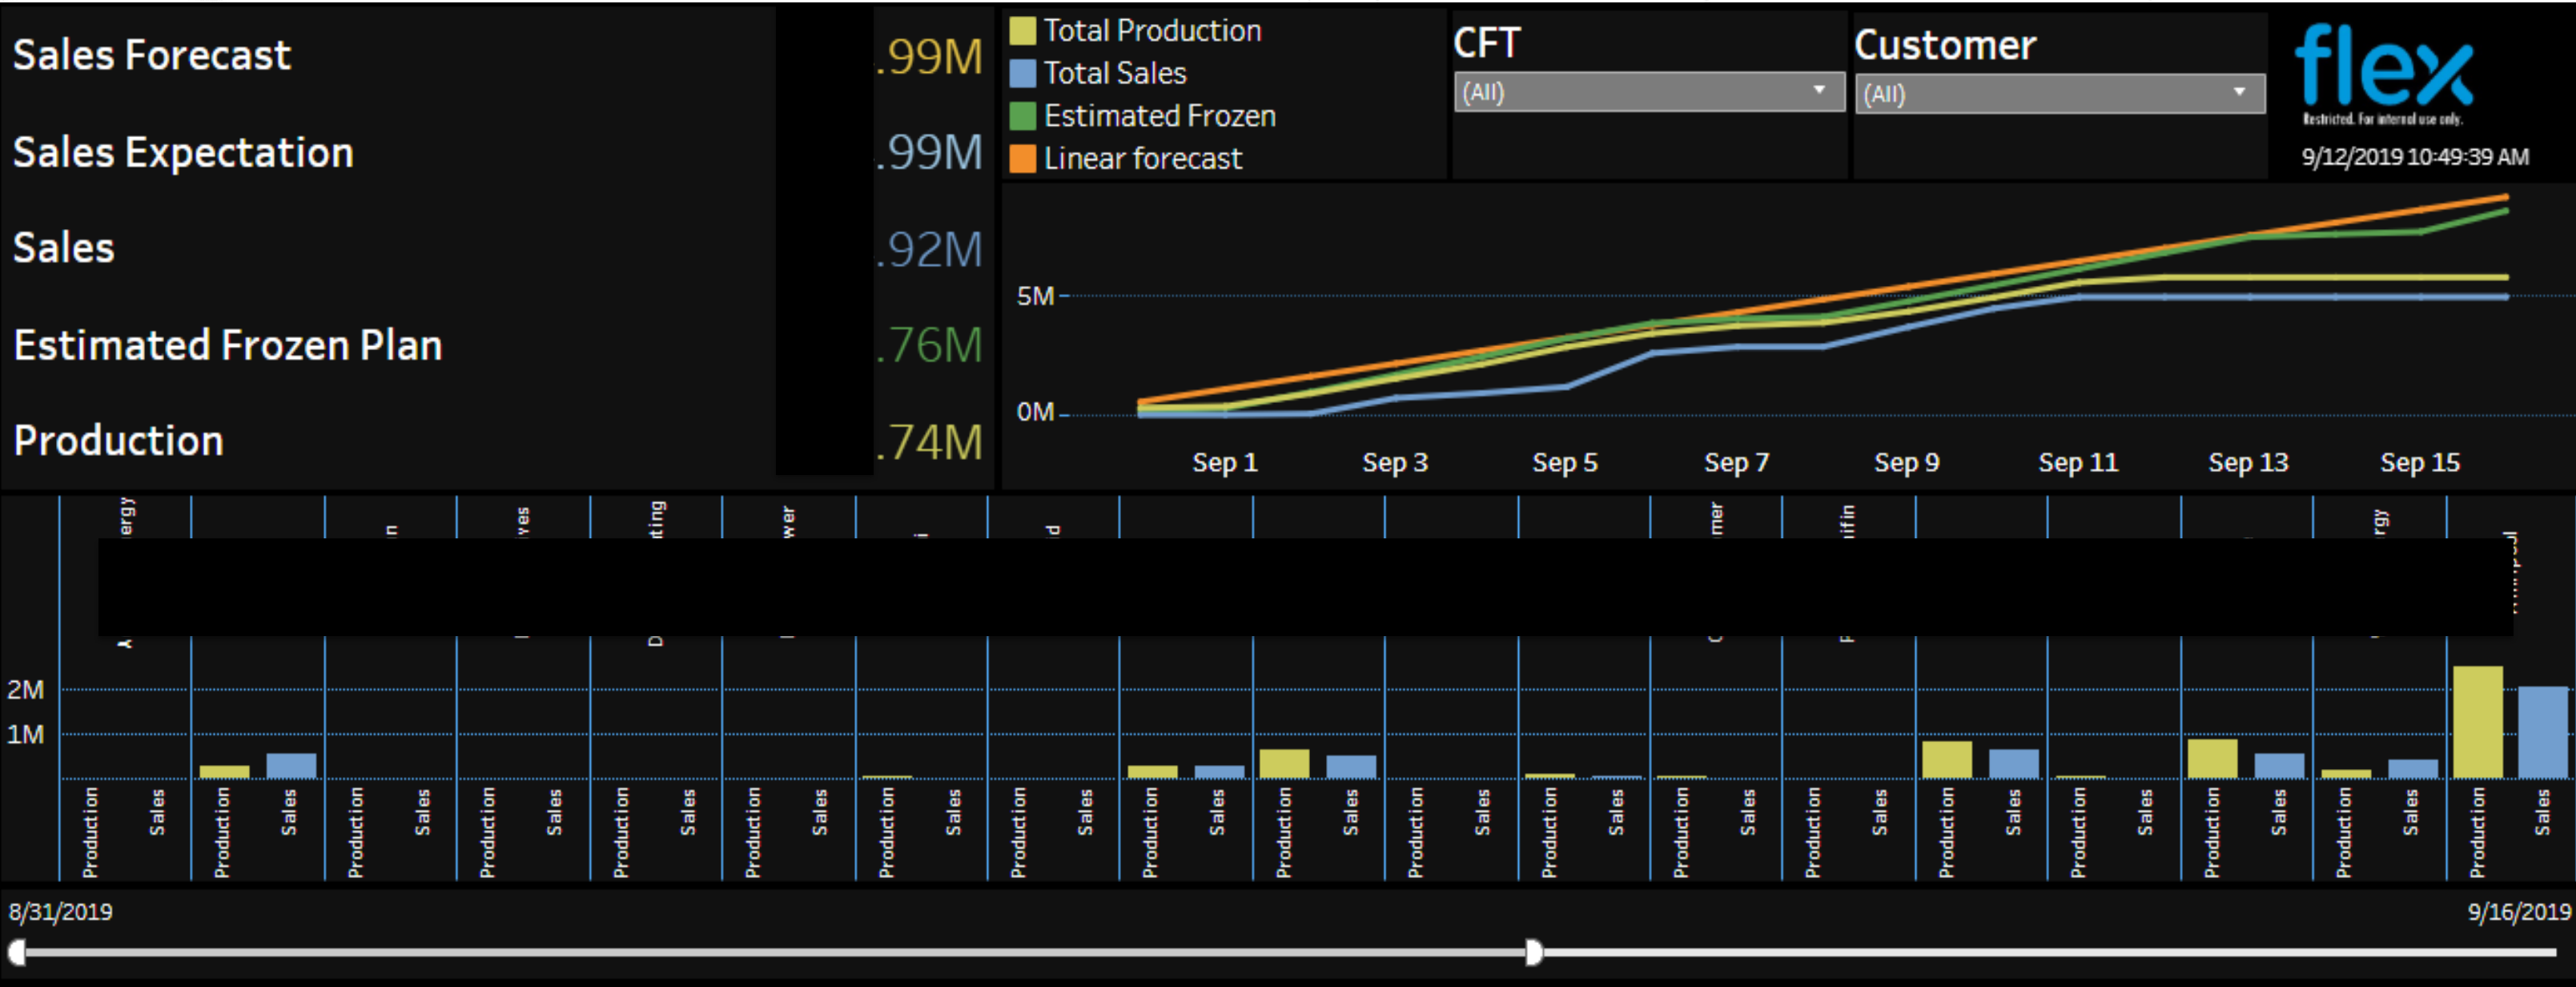 Sales Forecast
.99M
Sales Expectation
.99M
Sales
.92M
Estimated Frozen Plan
.76M
Production
.74M
Total Production
Total Sales
Estimated Frozen
Linear forecast
CFT
(All)
Customer
(All)
flex
Restricted. For internal use only.
9/12/2019 10:49:39 AM
5M
0M
Sep 1 Sep 3 Sep 5 Sep 7 Sep 9 Sep 11 Sep 13 Sep 15
2M
1M
Production Sales Production Sales Production Sales Production Sales Production Sales Production Sales Production Sales Production Sales Production Sales Production Sales Production Sales Production Sales Production Sales Production Sales Production Sales Production Sales Production Sales Production Sales Production Sales
8/31/2019
9/16/2019